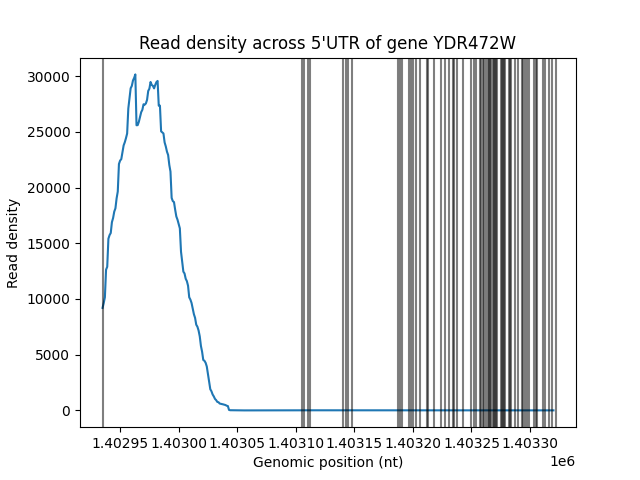 Read density across 5'UTR of gene YDR472W
30000
25000
20000
15000
10000
5000
0
Read density
1.40295 1.40300 1.40305 1.40310 1.40315 1.40320 1.40325 1.40330
Genomic position (nt)
1e6